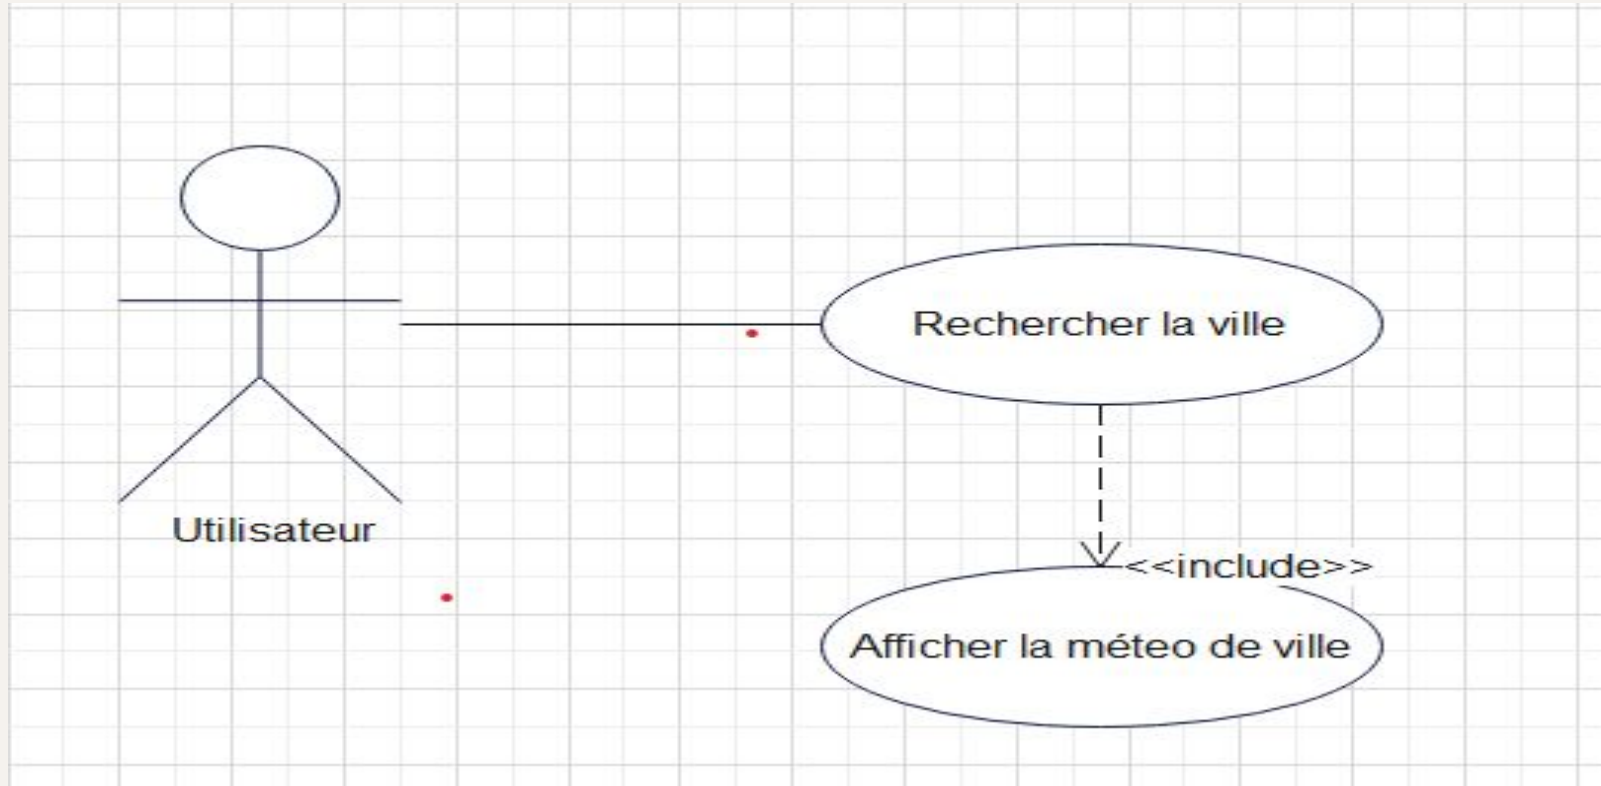 Rechercher la ville
Utilisateur
<<include>>
Afficher la méteo de ville